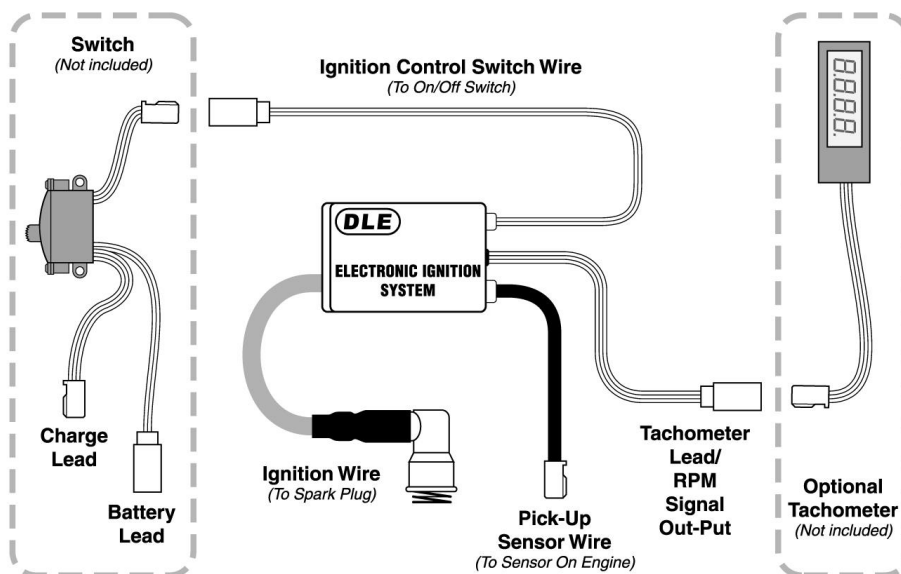 Switch
(Not included)
Ignition Control Switch Wire
(To On/Off Switch)
8.8.8.8.
DLE
ELECTRONIC IGNITION
SYSTEM
Charge
Lead
Battery
Lead
Ignition Wire
(To Spark Plug)
Pick-Up
Sensor Wire
(To Sensor On Engine)
Tachometer
Lead/
RPM
Signal
Out-Put
Optional
Tachometer
(Not included)